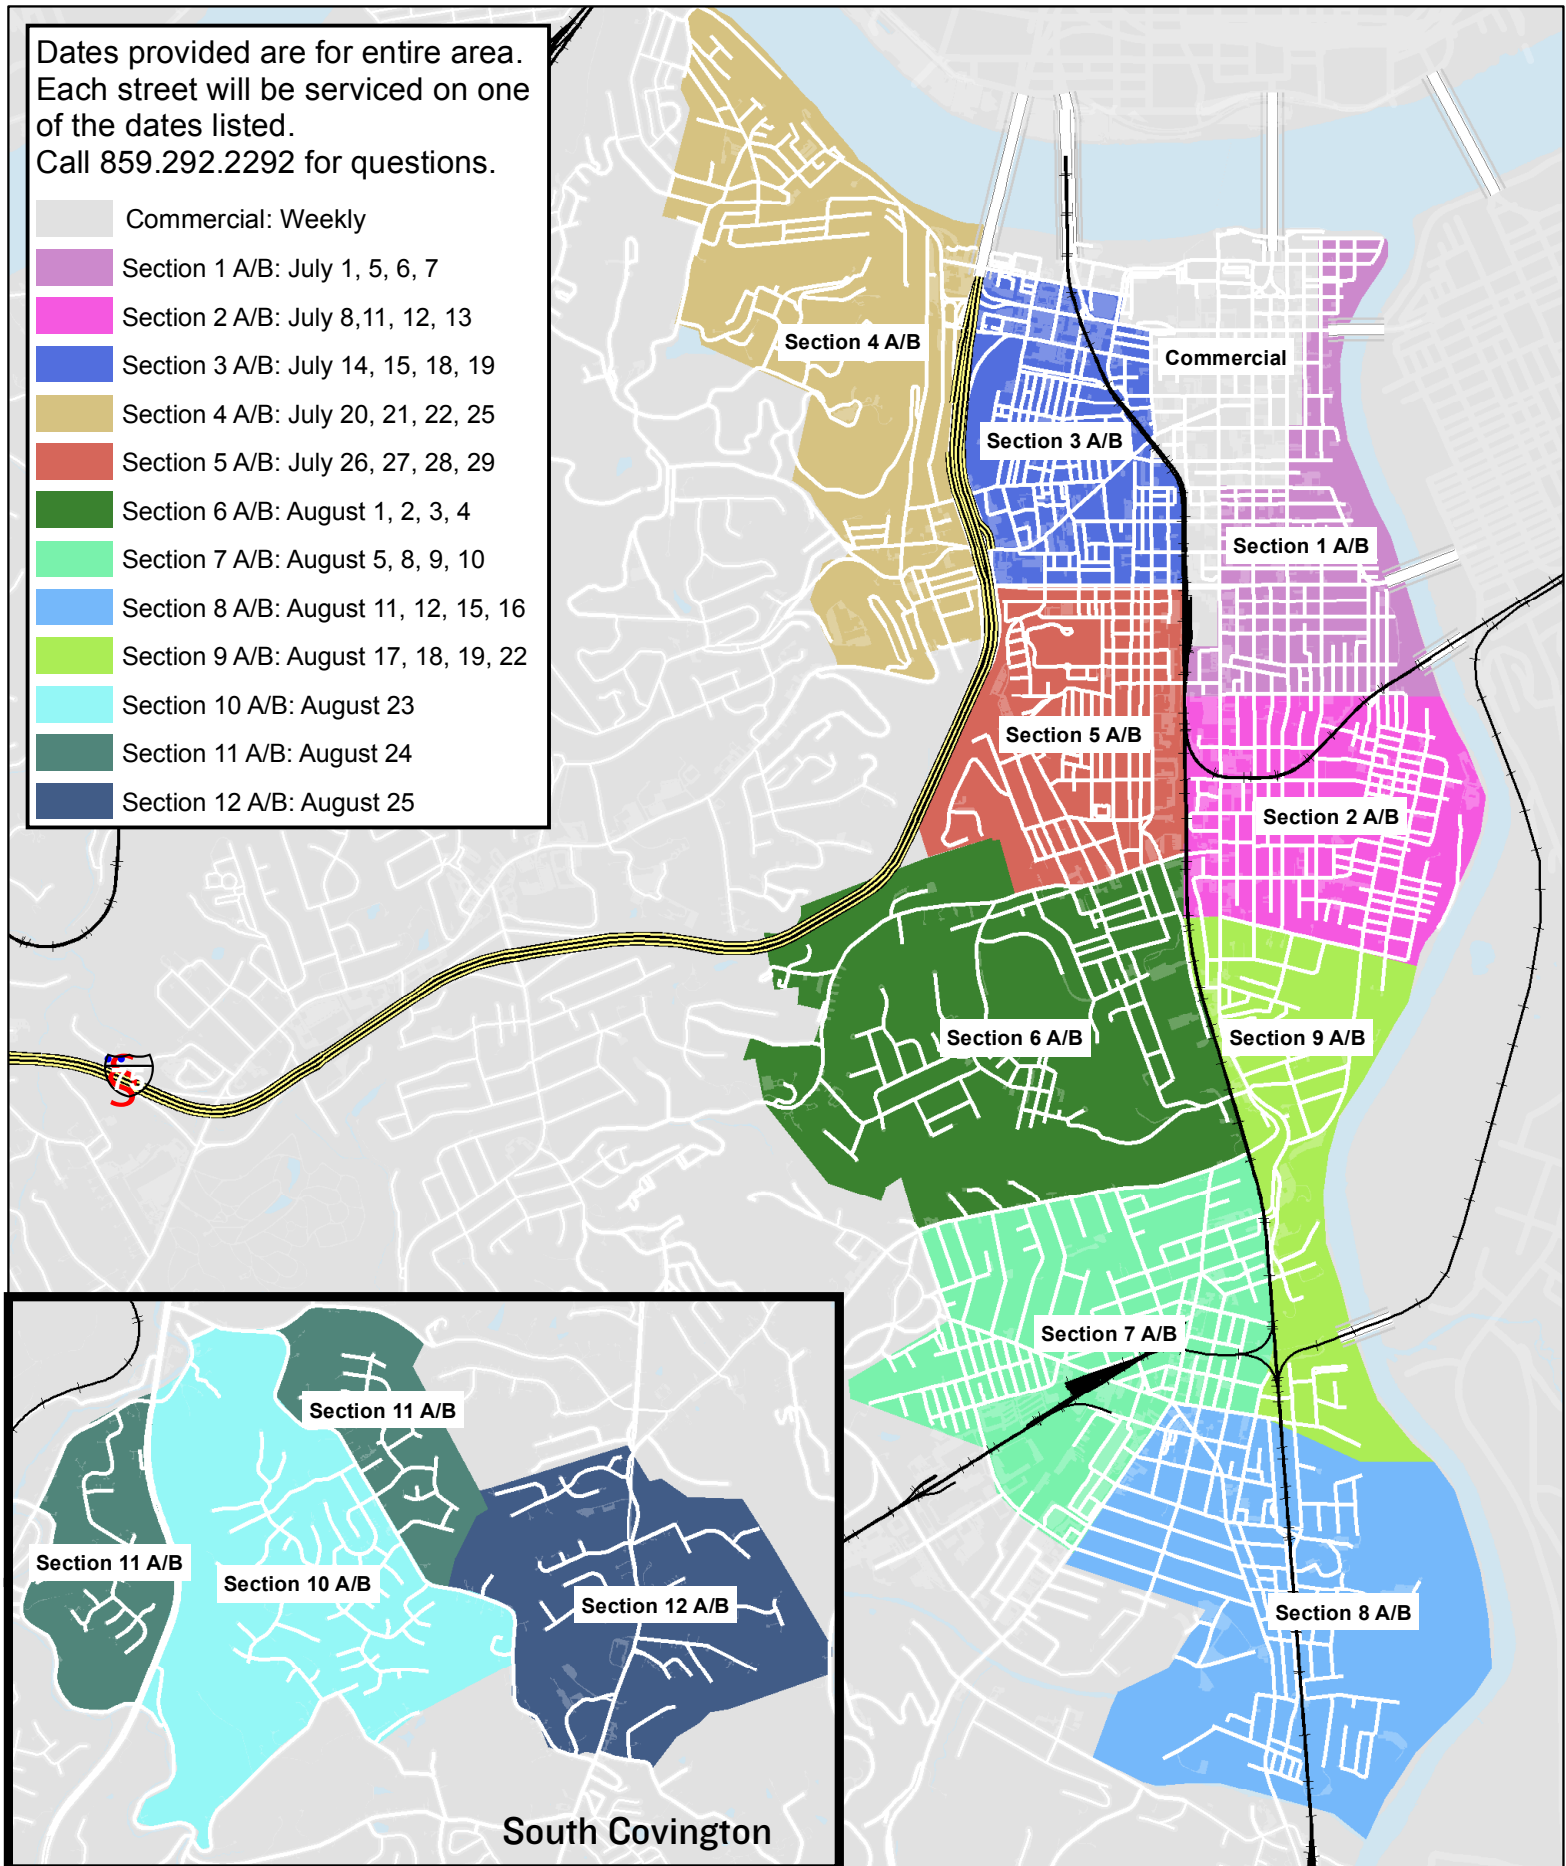 Dates provided are for entire area.
Each street will be serviced on one
of the dates listed.
Call 859.292.2292 for questions.
Commercial: Weekly
Section 1 A/B: July 1, 5, 6, 7
Section 2 A/B: July 8,11, 12, 13
Section 3 A/B: July 14, 15, 18, 19
Section 4 A/B: July 20, 21, 22, 25
Section 5 A/B: July 26, 27, 28, 29
Section 6 A/B: August 1, 2, 3, 4
Section 7 A/B: August 5, 8, 9, 10
Section 8 A/B: August 11, 12, 15, 16
Section 9 A/B: August 17, 18, 19, 22
Section 10 A/B: August 23
Section 11 A/B: August 24
Section 12 A/B: August 25
Section 4 A/B
Commercial
Section 3 A/B
Section 1 A/B
Section 5 A/B
Section 2 A/B
Section 6 A/B
Section 9 A/B
Section 7 A/B
Section 11 A/B
Section 11 A/B
Section 10 A/B
Section 12 A/B
Section 8 A/B
South Covington